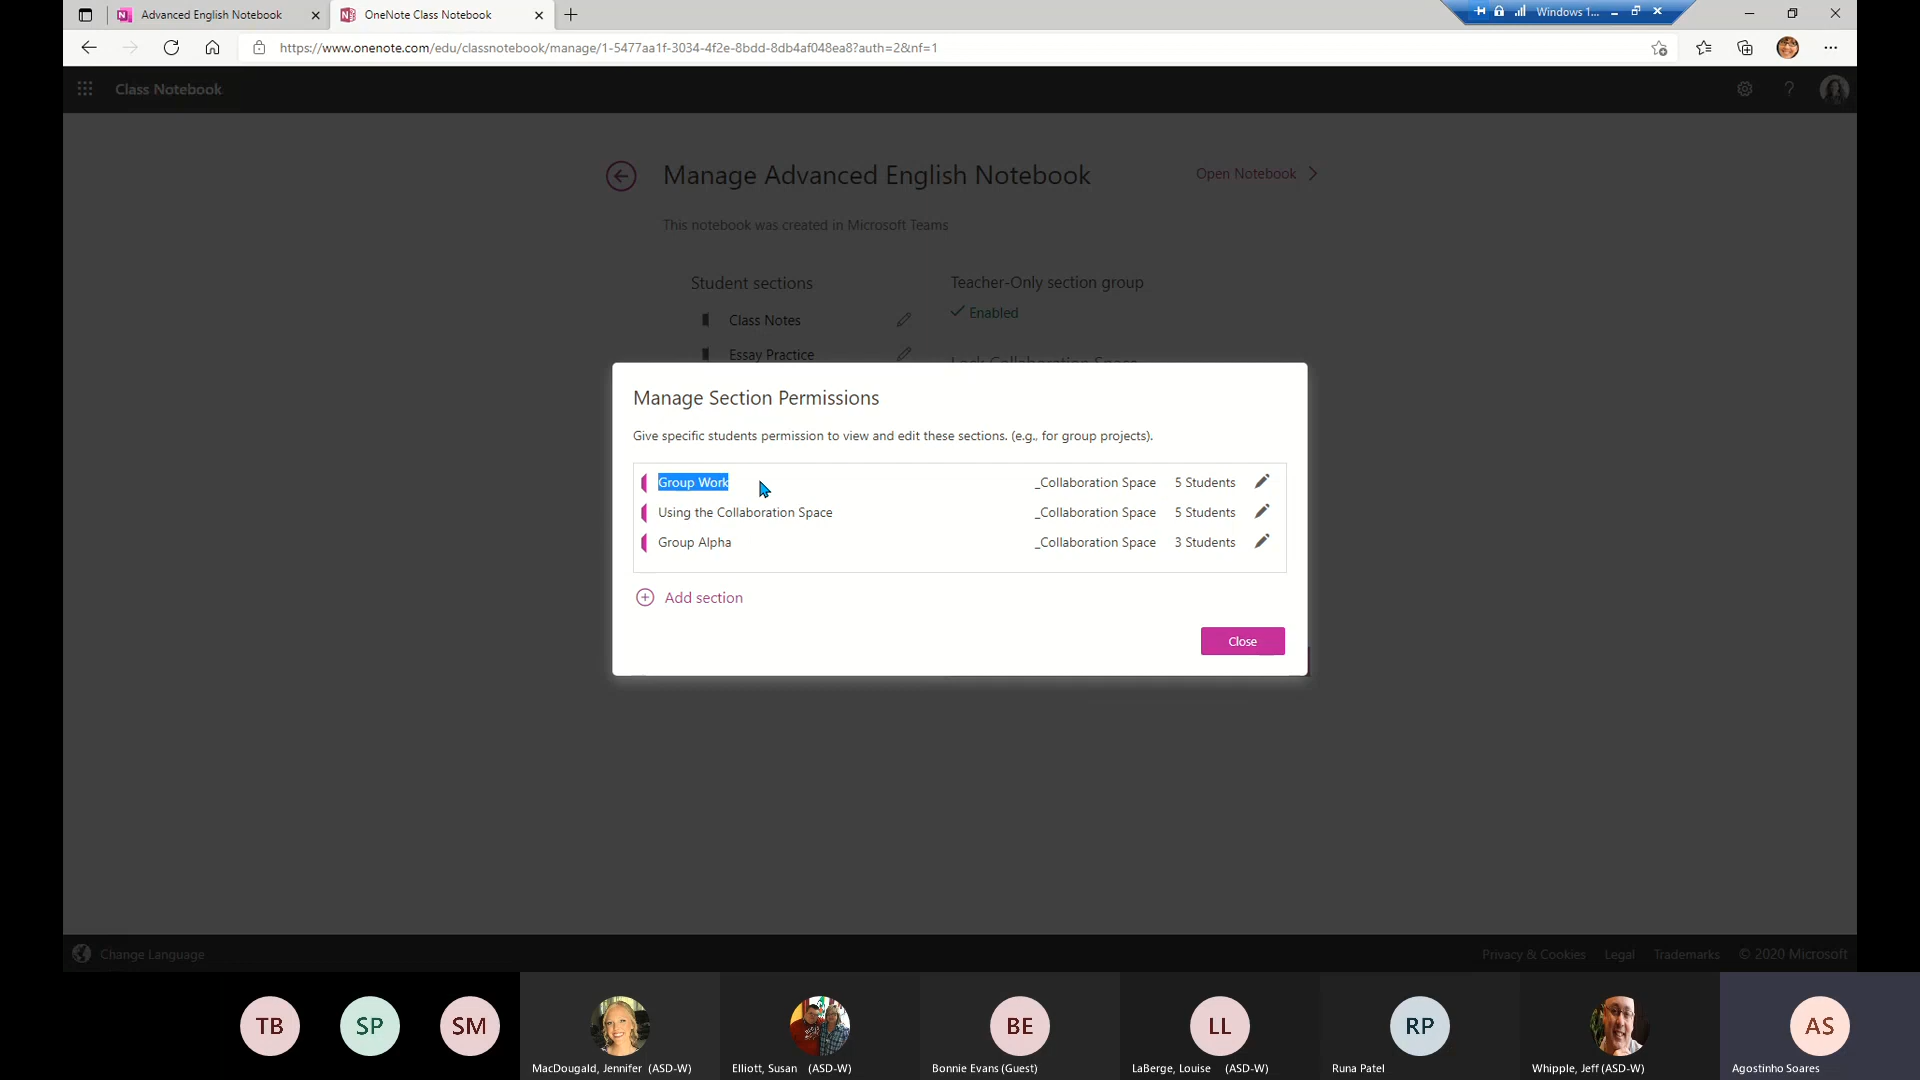 Advanced English Notebook
OneNote Class Notebook
Windows 1...
https://www.onenote.com/edu/classnotebook/manage/1-5477aa1f-3034-4f2e-8bdd-8db4af048ea8?auth=2&nf=1
Class Notebook
?
Manage Advanced English Notebook
Open Notebook
This notebook was created in Microsoft Teams
Student sections
Teacher-Only section group
Class Notes
Enabled
Essay Practice
Lock Collaboration Space
Manage Section Permissions
Give specific students permission to view and edit these sections. (e.g., for group projects).
Group Work _Collaboration Space 5 Students
Using the Collaboration Space _Collaboration Space 5 Students
Group Alpha _Collaboration Space 3 Students
Add section
Close
Change Language
Privacy & Cookies Legal Trademarks © 2020 Microsoft
TB SP SM BE LL RP AS
MacDougald, Jennifer (ASD-W) Elliott, Susan (ASD-W) Bonnie Evans (Guest) LaBerge, Louise (ASD-W) Runa Patel Whipple, Jeff (ASD-W) Agostinho Soares